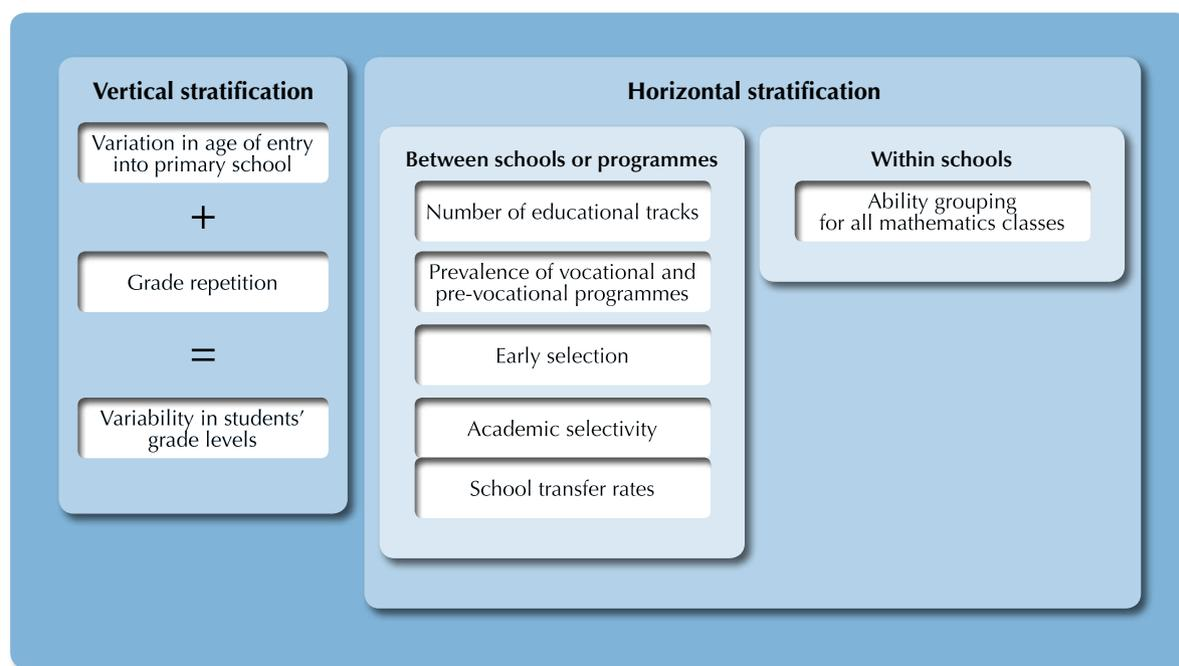 Vertical stratification
Variation in age of entry
into primary school
+
Grade repetition
=
Variability in students’
grade levels
Horizontal stratification
Between schools or programmes
Number of educational tracks
Prevalence of vocational and
pre-vocational programmes
Early selection
Academic selectivity
School transfer rates
Within schools
Ability grouping
for all mathematics classes